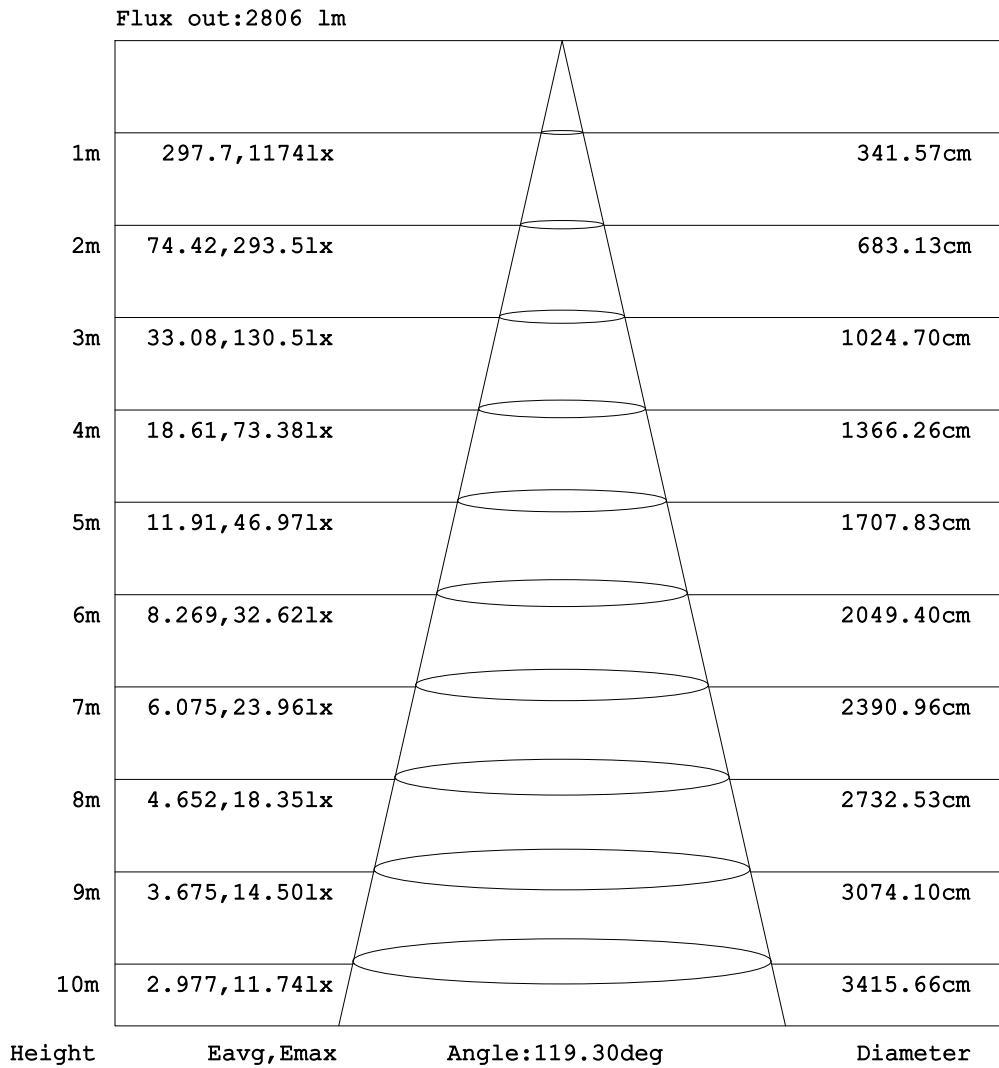 Flux out:2806 lm
1m 297.7,1174lx 341.57cm
2m 74.42,293.5lx 683.13cm
3m 33.08,130.5lx 1024.70cm
4m 18.61,73.38lx 1366.26cm
5m 11.91,46.97lx 1707.83cm
6m 8.269,32.62lx 2049.40cm
7m 6.075,23.96lx 2390.96cm
8m 4.652,18.35lx 2732.53cm
9m 3.675,14.50lx 3074.10cm
10m 2.977,11.74lx 3415.66cm
Height Eavg,Emax Angle:119.30deg Diameter